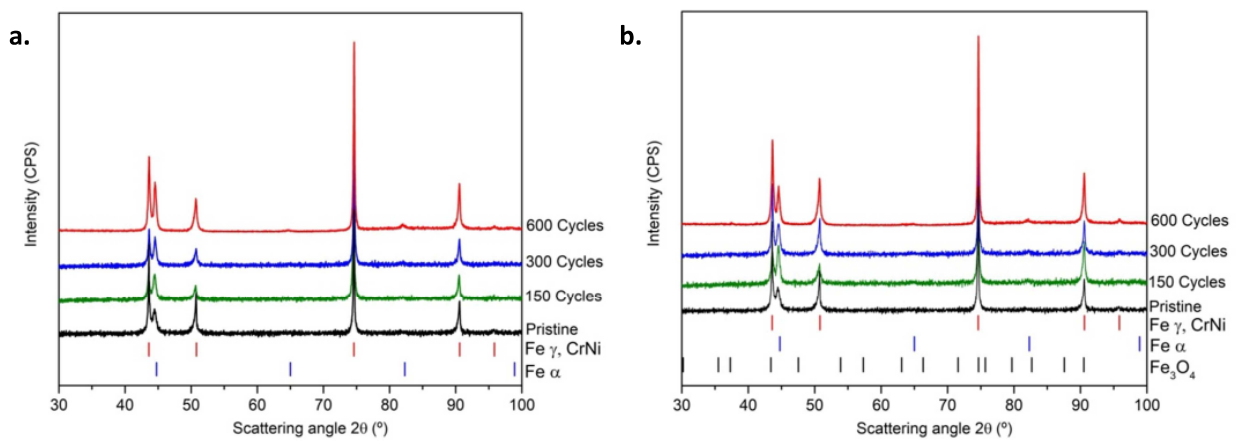 a.
Intensity (CPS)
600 Cycles
300 Cycles
150 Cycles
Pristine
Fe γ, CrNi
Fe α
30 40 50 60 70 80 90 100
Scattering angle 2θ (º)
b.
Intensity (CPS)
600 Cycles
300 Cycles
150 Cycles
Pristine
Fe γ, CrNi
Fe α
Fe₃O₄
30 40 50 60 70 80 90 100
Scattering angle 2θ (º)